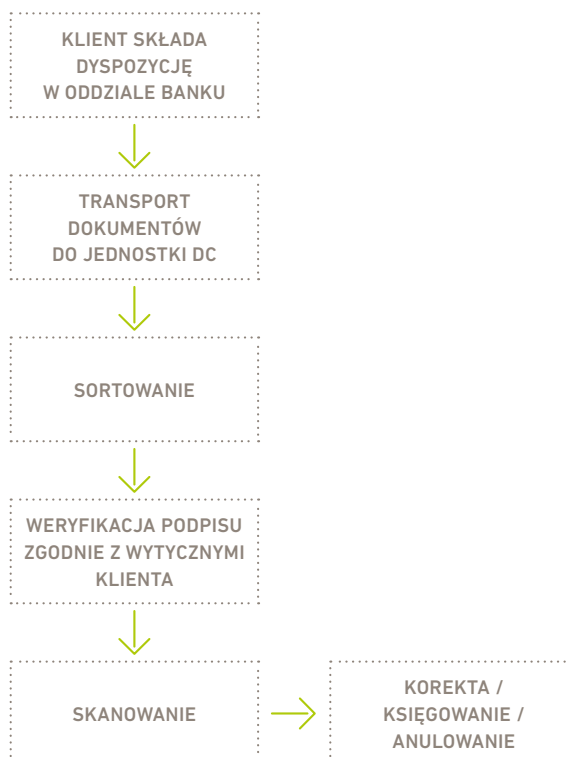 KLIENT SKŁADA
DYSPOZYCJĘ
W ODDZIALE BANKU
TRANSPORT
DOKUMENTÓW
DO JEDNOSTKI DC
SORTOWANIE
WERYFIKACJA PODPISU
ZGODNIE Z WYTYCZNYMI
KLIENTA
SKANOWANIE
KOREKTA /
KSIĘGOWANIE /
ANULOWANIE